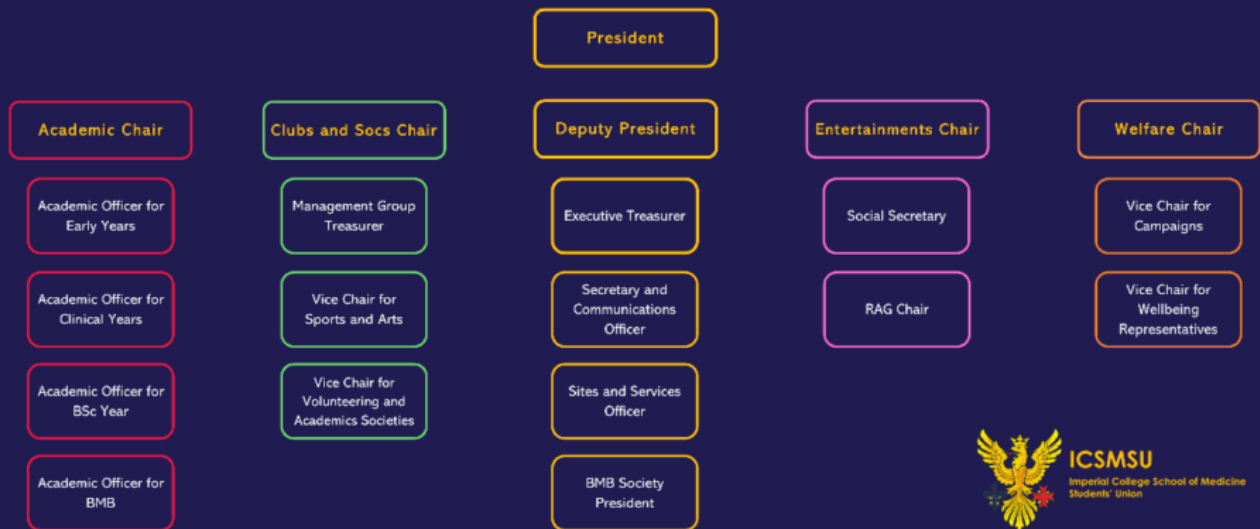 President
Academic Chair
Clubs and Socs Chair
Deputy President
Entertainments Chair
Welfare Chair
Academic Officer for
Early Years
Management Group
Treasurer
Executive Treasurer
Social Secretary
Vice Chair for
Campaigns
Academic Officer for
Clinical Years
Vice Chair for
Sports and Arts
Secretary and
Communications
Officer
RAG Chair
Vice Chair for
Wellbeing
Representatives
Academic Officer for
BSc Year
Vice Chair for
Volunteering and
Academics Societies
Sites and Services
Officer
Academic Officer for
BMB
BMB Society
President
ICSMSU
Imperial College School of Medicine
Students' Union